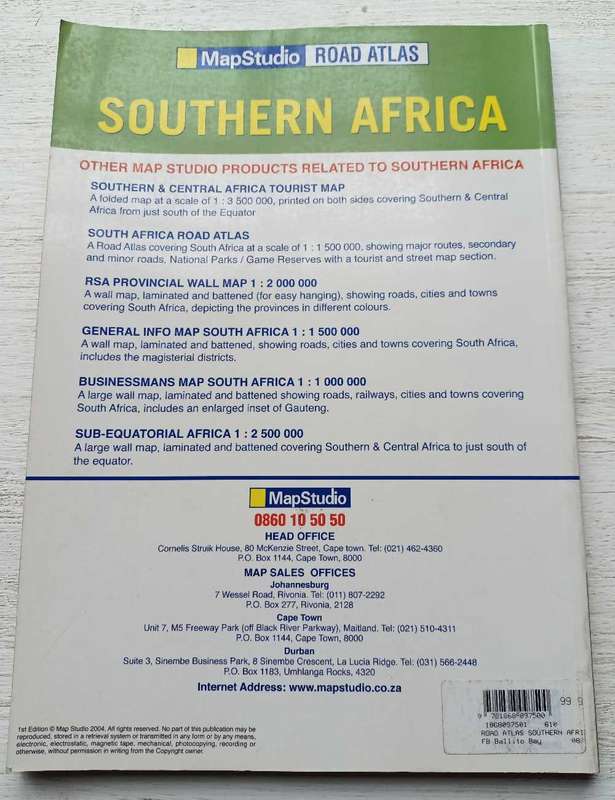 MapStudio ROAD ATLAS
SOUTHERN AFRICA
OTHER MAP STUDIO PRODUCTS RELATED TO SOUTHERN AFRICA
SOUTHERN & CENTRAL AFRICA TOURIST MAP
A folded map at a scale of 1 : 3 500 000, printed on both sides covering Southern & Central
Africa from just south of the Equator
SOUTH AFRICA ROAD ATLAS
A Road Atlas covering South Africa at a scale of 1 : 1 500 000, showing major routes, secondary
and minor roads, National Parks / Game Reserves with a tourist and street map section.
RSA PROVINCIAL WALL MAP 1 : 2 000 000
A wall map, laminated and battened (for easy hanging), showing roads, cities and towns
covering South Africa, depicting the provinces in different colours.
GENERAL INFO MAP SOUTH AFRICA 1 : 1 500 000
A wall map, laminated and battened, showing roads, cities and towns covering South Africa,
includes the magisterial districts.
BUSINESSMANS MAP SOUTH AFRICA 1 : 1 000 000
A large wall map, laminated and battened showing roads, railways, cities and towns covering
South Africa, includes an enlarged inset of Gauteng.
SUB-EQUATORIAL AFRICA 1 : 2 500 000
A large wall map, laminated and battened covering Southern & Central Africa to just south of
the equator.
MapStudio
0860 10 50 50
HEAD OFFICE
Cornelis Struik House, 80 McKenzie Street, Cape town. Tel: (021) 462-4360
P.O. Box 1144, Cape Town, 8000
MAP SALES OFFICES
Johannesburg
7 Wessel Road, Rivonia. Tel: (011) 807-2292
P.O. Box 277, Rivonia, 2128
Cape Town
Unit 7, M5 Freeway Park (off Black River Parkway), Maitland. Tel: (021) 510-4311
P.O. Box 1144, Cape Town, 8000
Durban
Suite 3, Sinembe Business Park, 8 Sinembe Crescent, La Lucia Ridge. Tel: (031) 566-2448
P.O. Box 1183, Umhlanga Rocks, 4320
Internet Address: www.mapstudio.co.za
1st Edition © Map Studio 2004. All rights reserved. No part of this publication may be
reproduced, stored in a retrieval system or transmitted in any form or by any means,
electronic, electrostatic, magnetic tape, mechanical, photocopying, recording or
otherwise, without permission in writing from the Copyright owner.
99 9
9 781868 097500
1868097501 610
ROAD ATLAS SOUTHERN AFRI
FB Ballito Bay 08/